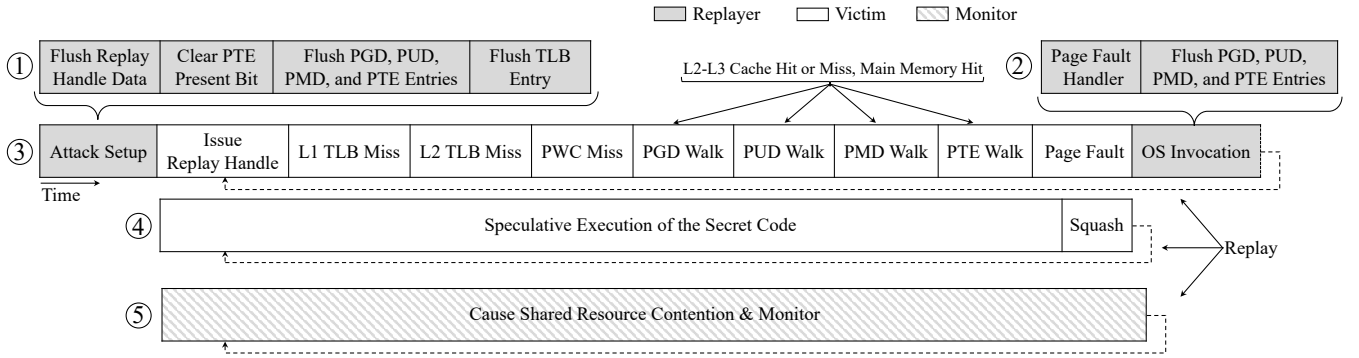 Replayer
Victim
Monitor
1
Flush Replay
Handle Data
Clear PTE
Present Bit
Flush PGD, PUD,
PMD, and PTE Entries
Flush TLB
Entry
L2-L3 Cache Hit or Miss, Main Memory Hit
2
Page Fault
Handler
Flush PGD, PUD,
PMD, and PTE Entries
3
Attack Setup
Issue
Replay Handle
L1 TLB Miss
L2 TLB Miss
PWC Miss
PGD Walk
PUD Walk
PMD Walk
PTE Walk
Page Fault
OS Invocation
Time
4
Speculative Execution of the Secret Code
Squash
Replay
5
Cause Shared Resource Contention & Monitor